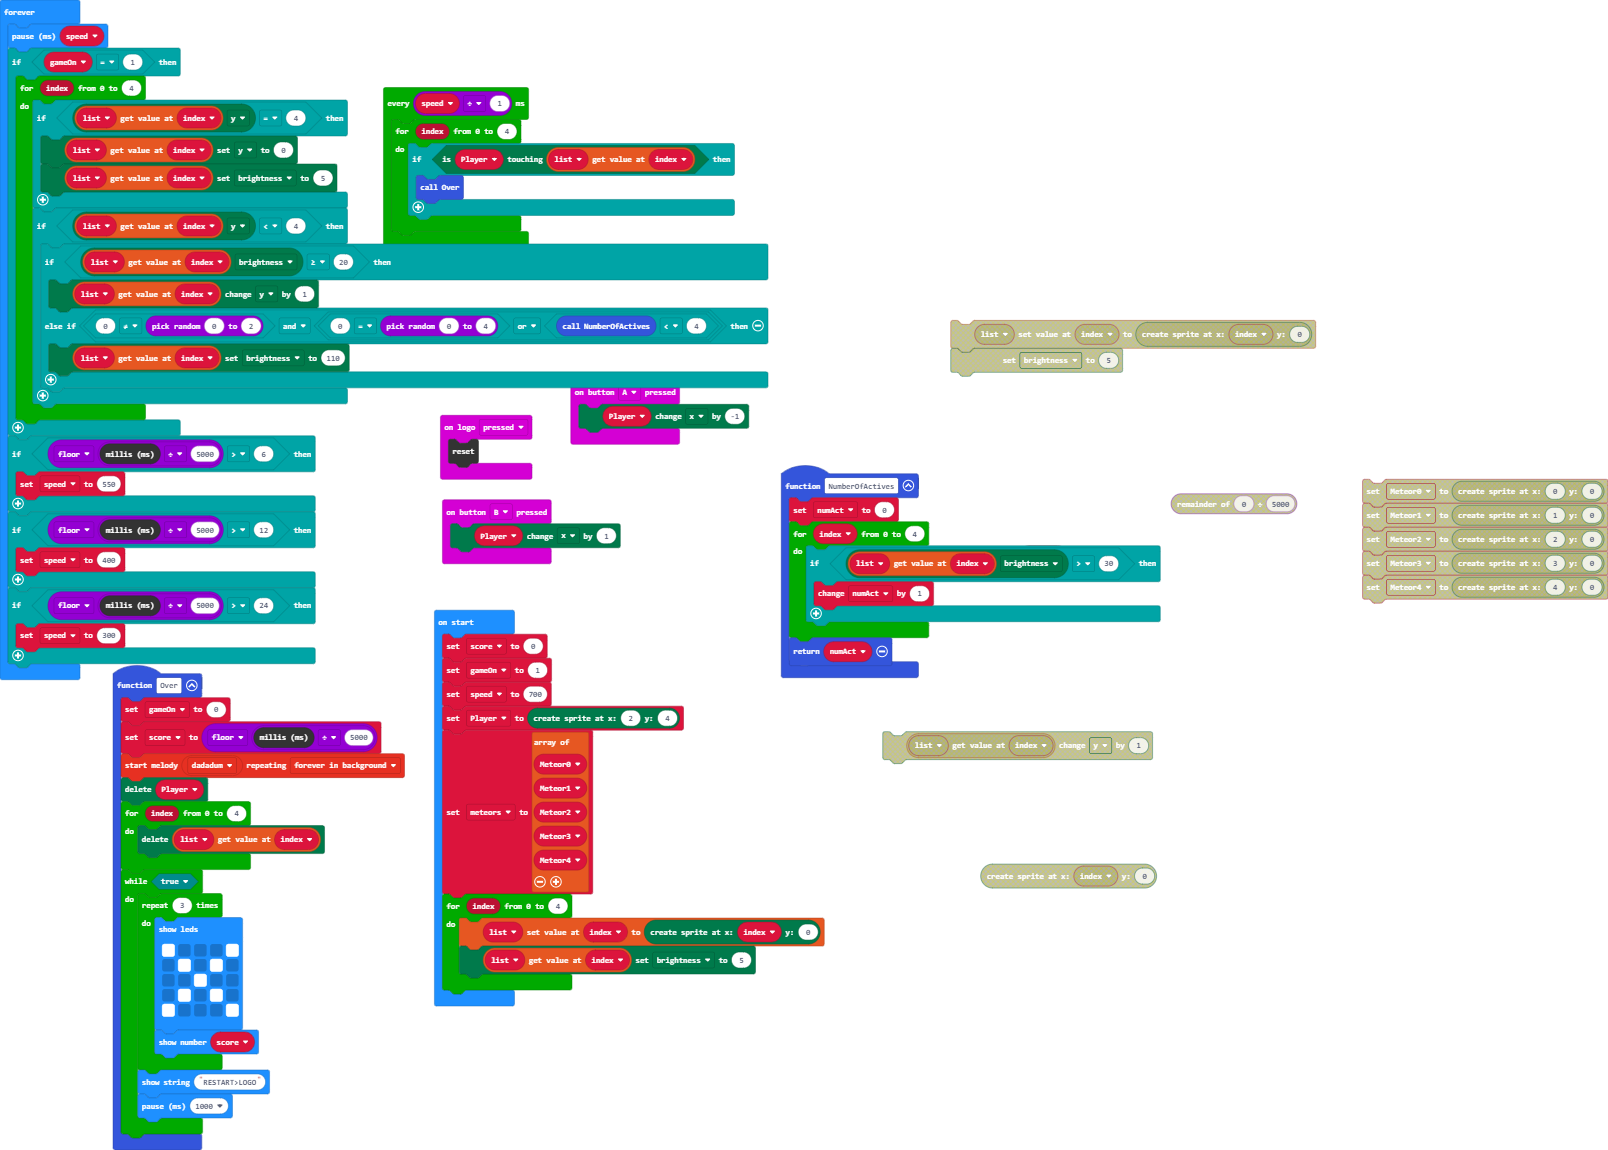 forever
pause (ms) speed
if gameOn = 1 then
for index from 0 to 4
do
if list get value at index y = 4 then
list get value at index set y to 0
list get value at index set brightness to 5
if list get value at index y < 4 then
if list get value at index brightness ≥ 20 then
list get value at index change y by 1
else if 0 ≠ pick random 0 to 2 and 0 = pick random 0 to 4 or call NumberOfActives < 4 then
list get value at index set brightness to 110
if floor millis (ms) ÷ 5000 > 6 then
set speed to 550
if floor millis (ms) ÷ 5000 > 12 then
set speed to 400
if floor millis (ms) ÷ 5000 > 24 then
set speed to 300
every speed ÷ 1 ms
for index from 0 to 4
do
if is Player touching list get value at index then
call Over
on button A pressed
Player change x by -1
on logo pressed
reset
on button B pressed
Player change x by 1
function Over
set gameOn to 0
set score to floor millis (ms) ÷ 5000
start melody dadadum repeating forever in background
delete Player
for index from 0 to 4
do
delete list get value at index
while true
do
repeat 3 times
do
show leds
show number score
show string "RESTART>LOGO"
pause (ms) 1000
on start
set score to 0
set gameOn to 1
set speed to 700
set Player to create sprite at x: 2 y: 4
set meteors to array of
Meteor0
Meteor1
Meteor2
Meteor3
Meteor4
for index from 0 to 4
do
list set value at index to create sprite at x: index y: 0
list get value at index set brightness to 5
list set value at index to create sprite at x: index y: 0
set brightness to 5
function NumberOfActives
set numAct to 0
for index from 0 to 4
do
if list get value at index brightness > 30 then
change numAct by 1
return numAct
remainder of 0 ÷ 5000
set Meteor0 to create sprite at x: 0 y: 0
set Meteor1 to create sprite at x: 1 y: 0
set Meteor2 to create sprite at x: 2 y: 0
set Meteor3 to create sprite at x: 3 y: 0
set Meteor4 to create sprite at x: 4 y: 0
list get value at index change y by 1
create sprite at x: index y: 0